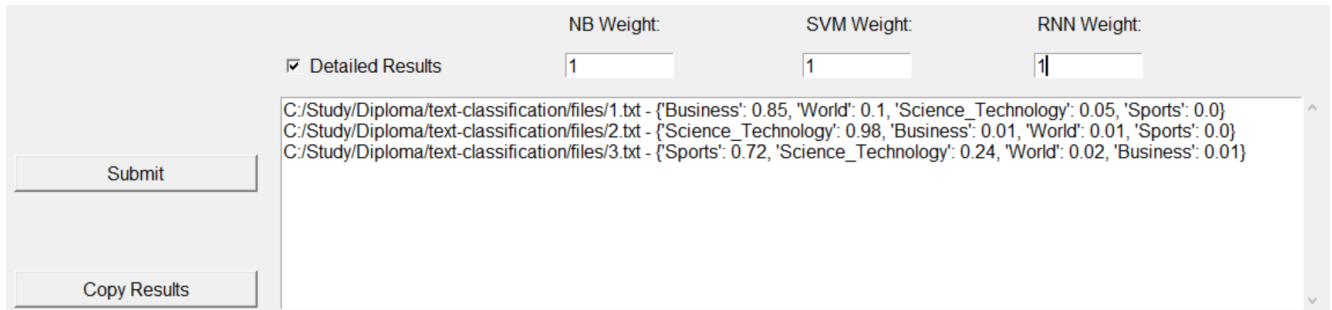 NB Weight: SVM Weight: RNN Weight:
Detailed Results 1 1 1
C:/Study/Diploma/text-classification/files/1.txt - {'Business': 0.85, 'World': 0.1, 'Science_Technology': 0.05, 'Sports': 0.0}
C:/Study/Diploma/text-classification/files/2.txt - {'Science_Technology': 0.98, 'Business': 0.01, 'World': 0.01, 'Sports': 0.0}
C:/Study/Diploma/text-classification/files/3.txt - {'Sports': 0.72, 'Science_Technology': 0.24, 'World': 0.02, 'Business': 0.01}
Submit
Copy Results